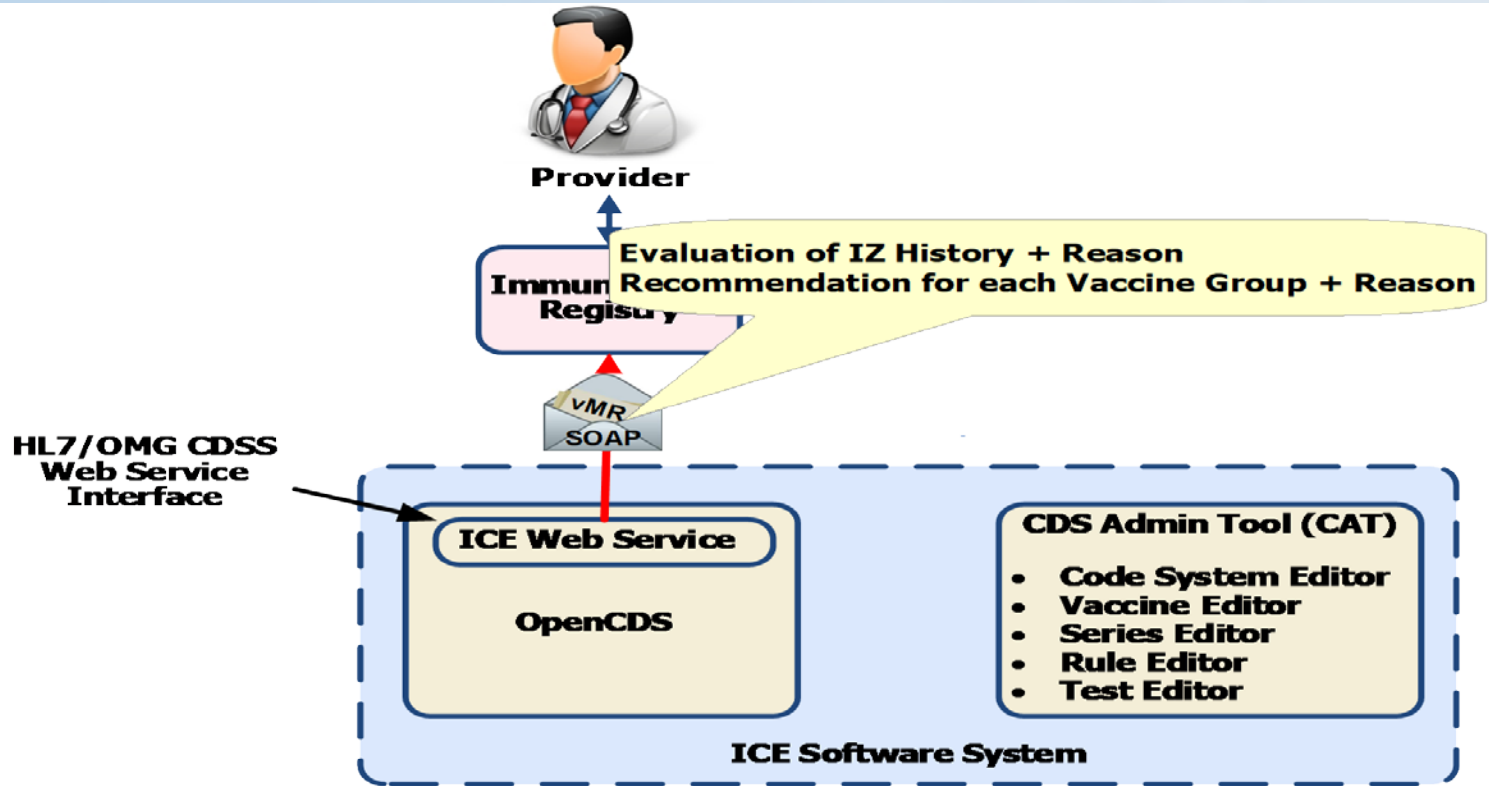 Provider
Evaluation of IZ History + Reason
Recommendation for each Vaccine Group + Reason
Immun
Registry
vMR
SOAP
HL7/OMG CDSS
Web Service
Interface
ICE Web Service
OpenCDS
CDS Admin Tool (CAT)
• Code System Editor
• Vaccine Editor
• Series Editor
• Rule Editor
• Test Editor
ICE Software System